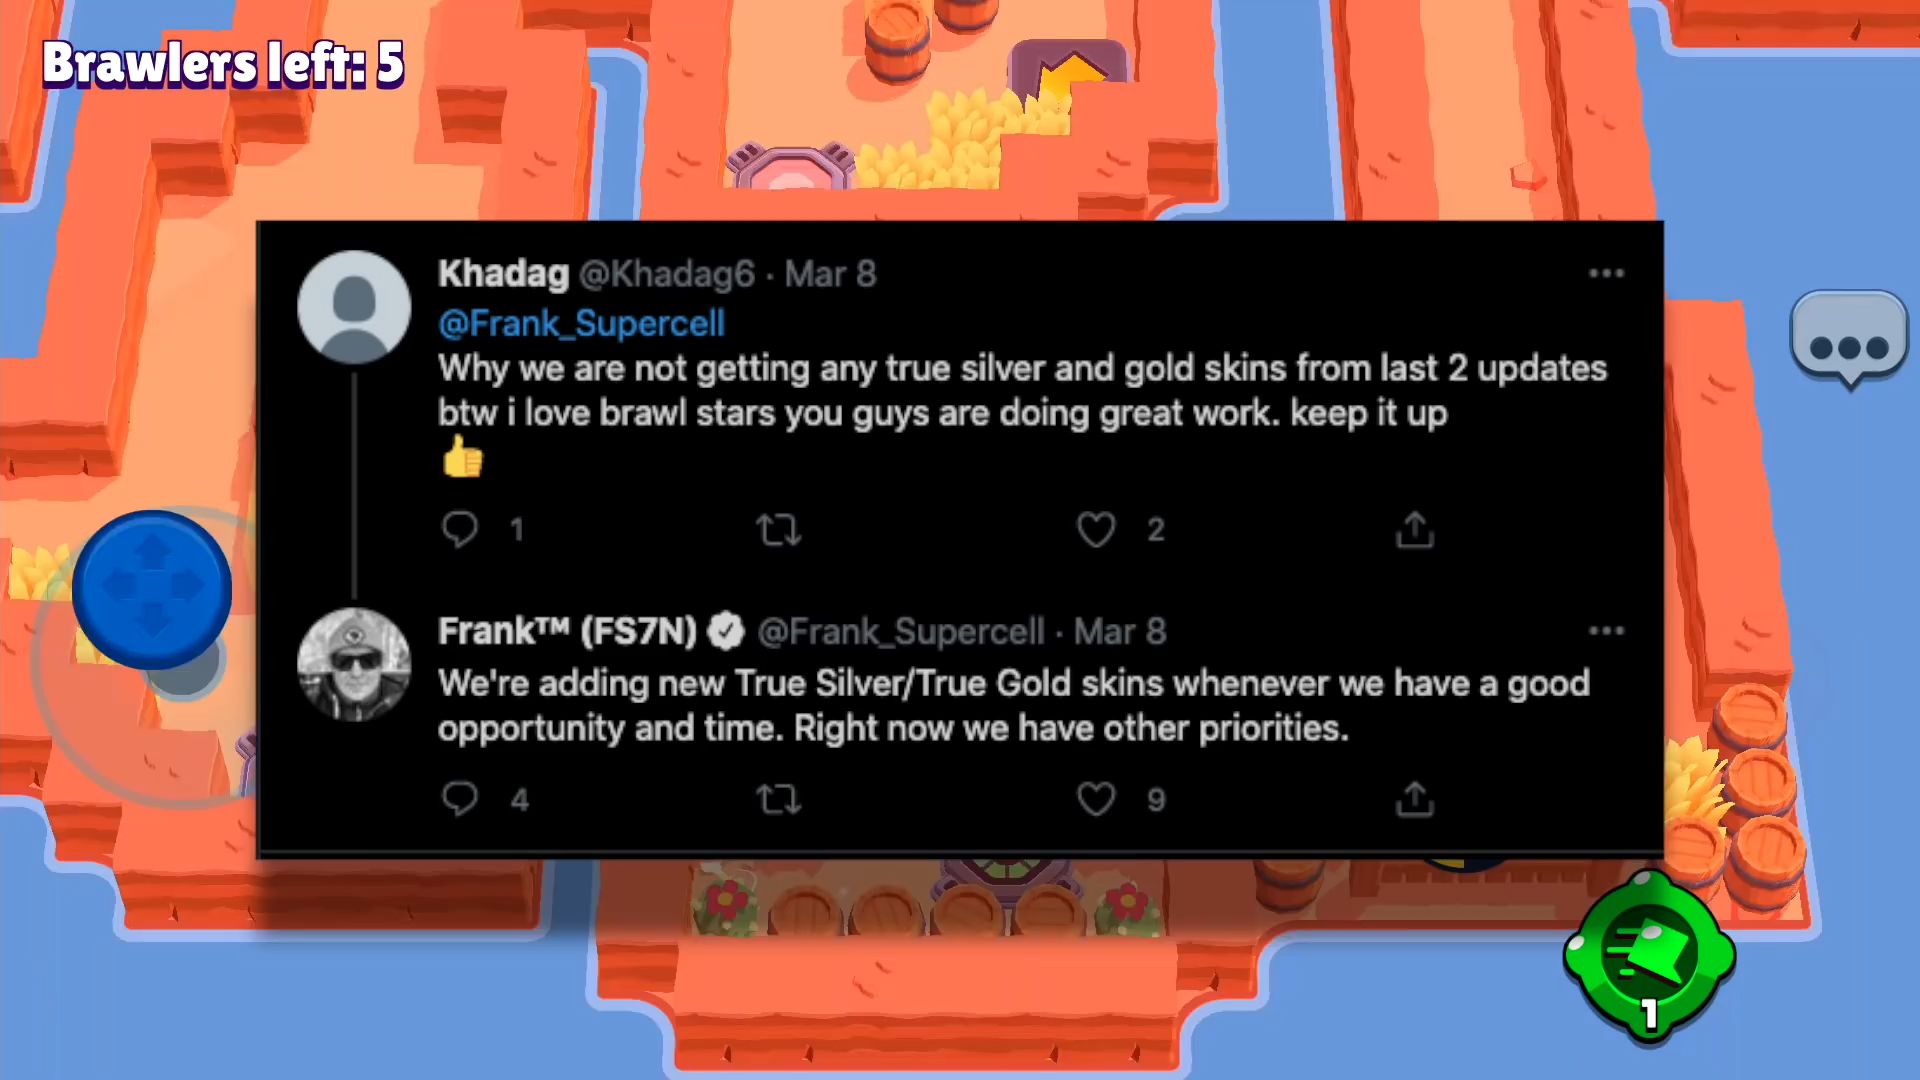 Brawlers left: 5
Khadag @Khadag6 · Mar 8
@Frank_Supercell
Why we are not getting any true silver and gold skins from last 2 updates
btw i love brawl stars you guys are doing great work. keep it up
👍
1 2
Frank™ (FS7N) @Frank_Supercell · Mar 8
We're adding new True Silver/True Gold skins whenever we have a good
opportunity and time. Right now we have other priorities.
4 9
1